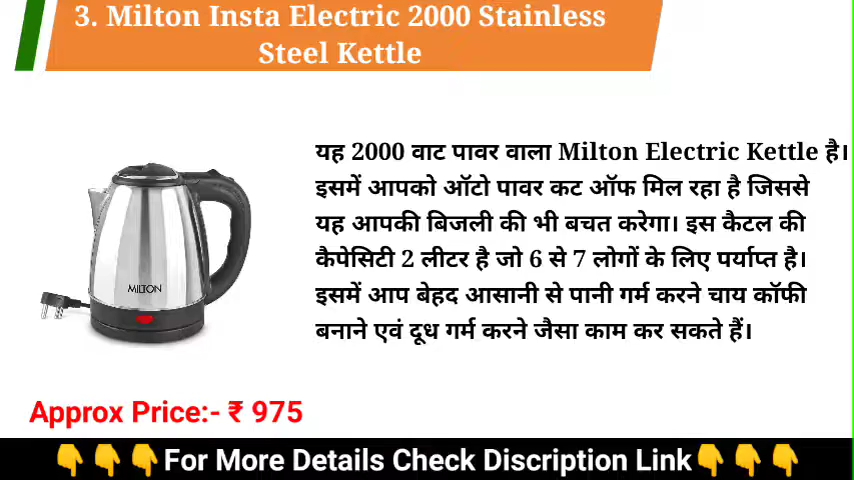 3. Milton Insta Electric 2000 Stainless
Steel Kettle
यह 2000 वाट पावर वाला Milton Electric Kettle है।
इसमें आपको ऑटो पावर कट ऑफ मिल रहा है जिससे
यह आपकी बिजली की भी बचत करेगा। इस कैटल की
कैपेसिटी 2 लीटर है जो 6 से 7 लोगों के लिए पर्याप्त है।
इसमें आप बेहद आसानी से पानी गर्म करने चाय कॉफी
बनाने एवं दूध गर्म करने जैसा काम कर सकते हैं।
MILTON
Approx Price:- ₹ 975
👇👇👇For More Details Check Discription Link👇👇👇